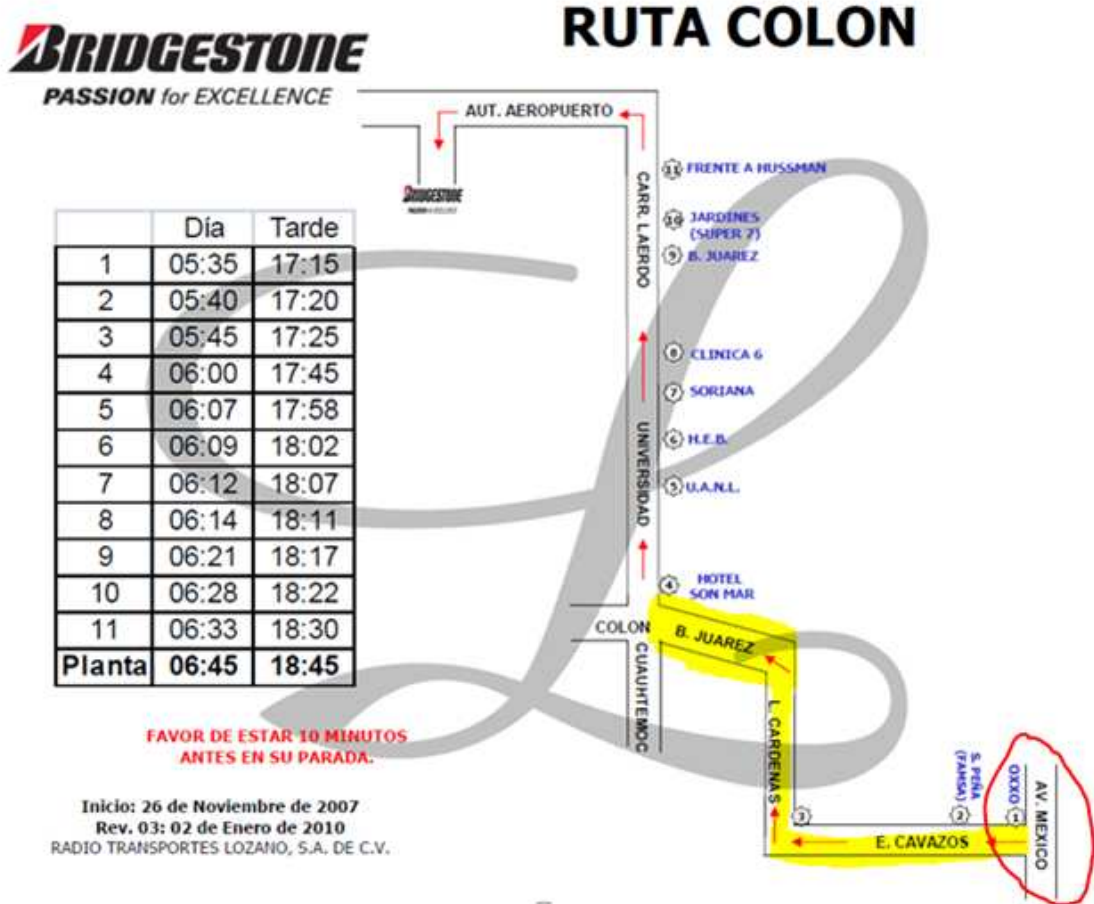 BRIDGESTONE
PASSION for EXCELLENCE
RUTA COLON
AUT. AEROPUERTO
BRIDGESTONE
11 FRENTE A HUSSMAN
10 JARDINES
(SUPER 7)
9 B. JUAREZ
CARR. LAERDO
8 CLINICA 6
7 SORIANA
6 H.E.B.
5 U.A.N.L.
UNIVERSIDAD
4 HOTEL
SON MAR
COLON
B. JUAREZ
CUAUHTEMOC
L. CARDENAS
3
2 S. PEÑA
(FAMSA)
1 OXXO
AV. MEXICO
E. CAVAZOS
Día Tarde
1 05:35 17:15
2 05:40 17:20
3 05:45 17:25
4 06:00 17:45
5 06:07 17:58
6 06:09 18:02
7 06:12 18:07
8 06:14 18:11
9 06:21 18:17
10 06:28 18:22
11 06:33 18:30
Planta 06:45 18:45
FAVOR DE ESTAR 10 MINUTOS
ANTES EN SU PARADA.
Inicio: 26 de Noviembre de 2007
Rev. 03: 02 de Enero de 2010
RADIO TRANSPORTES LOZANO, S.A. DE C.V.